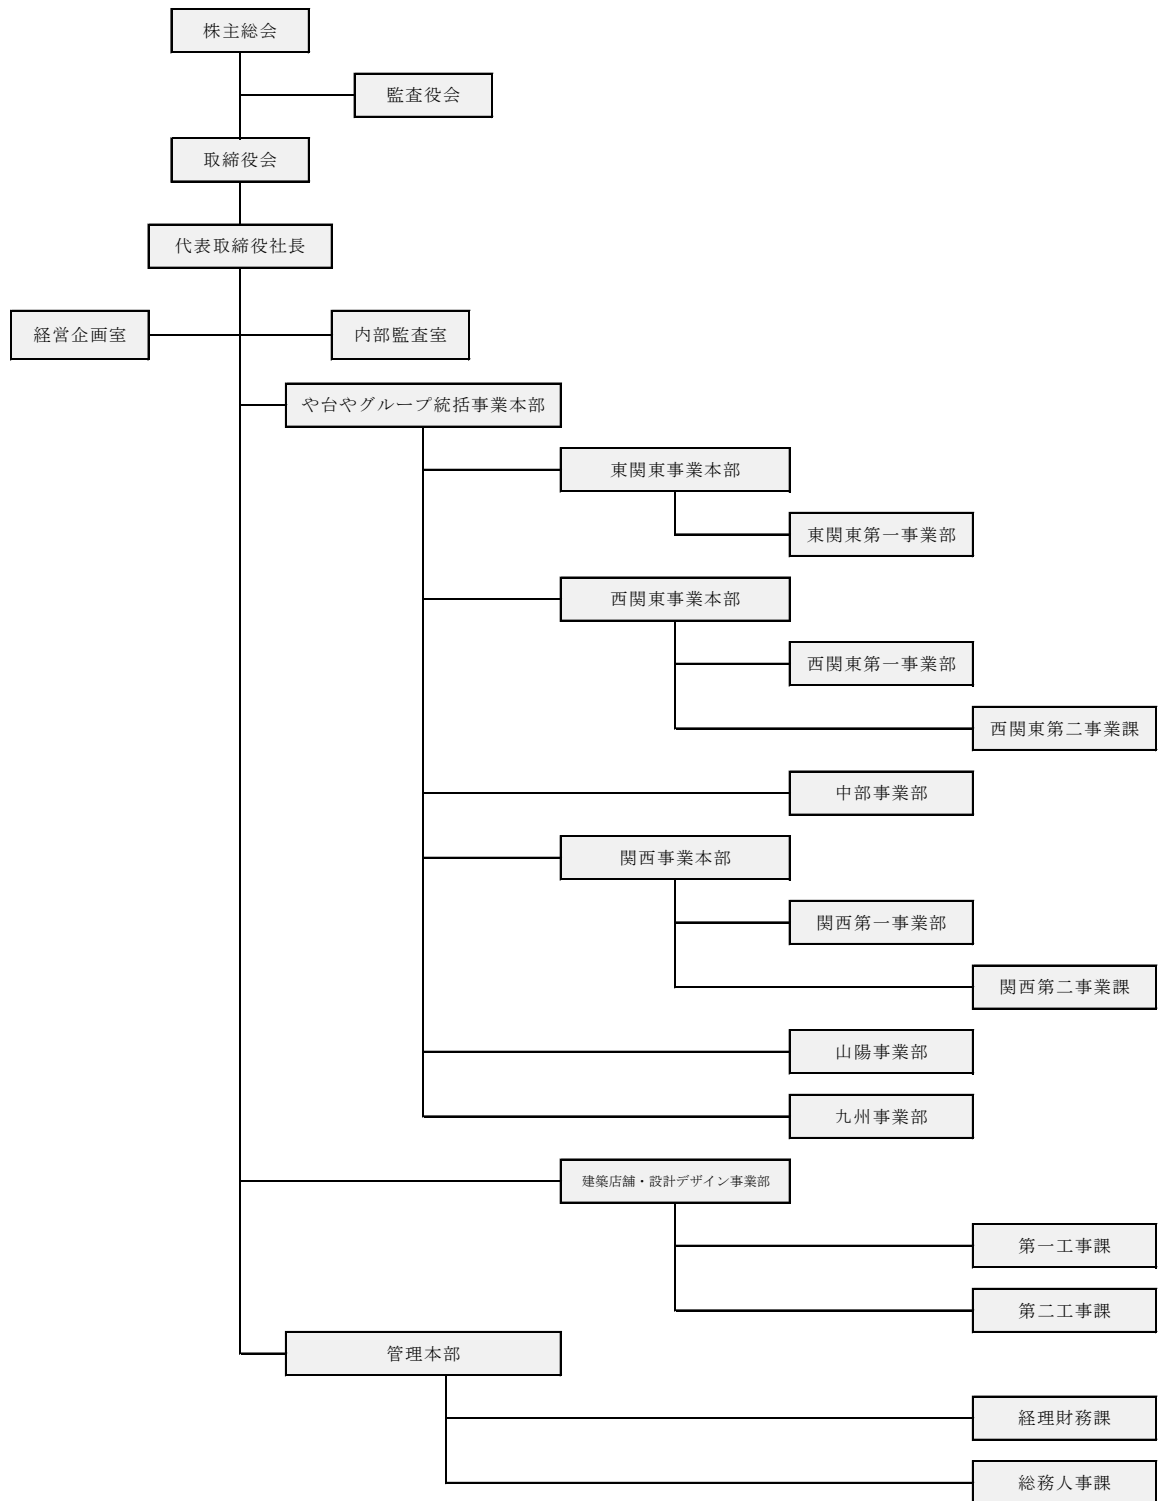 株主総会
監査役会
取締役会
代表取締役社長
経営企画室
内部監査室
や台やグループ統括事業本部
東関東事業本部
東関東第一事業部
西関東事業本部
西関東第一事業部
西関東第二事業課
中部事業部
関西事業本部
関西第一事業部
関西第二事業課
山陽事業部
九州事業部
建築店舗・設計デザイン事業部
第一工事課
第二工事課
管理本部
経理財務課
総務人事課